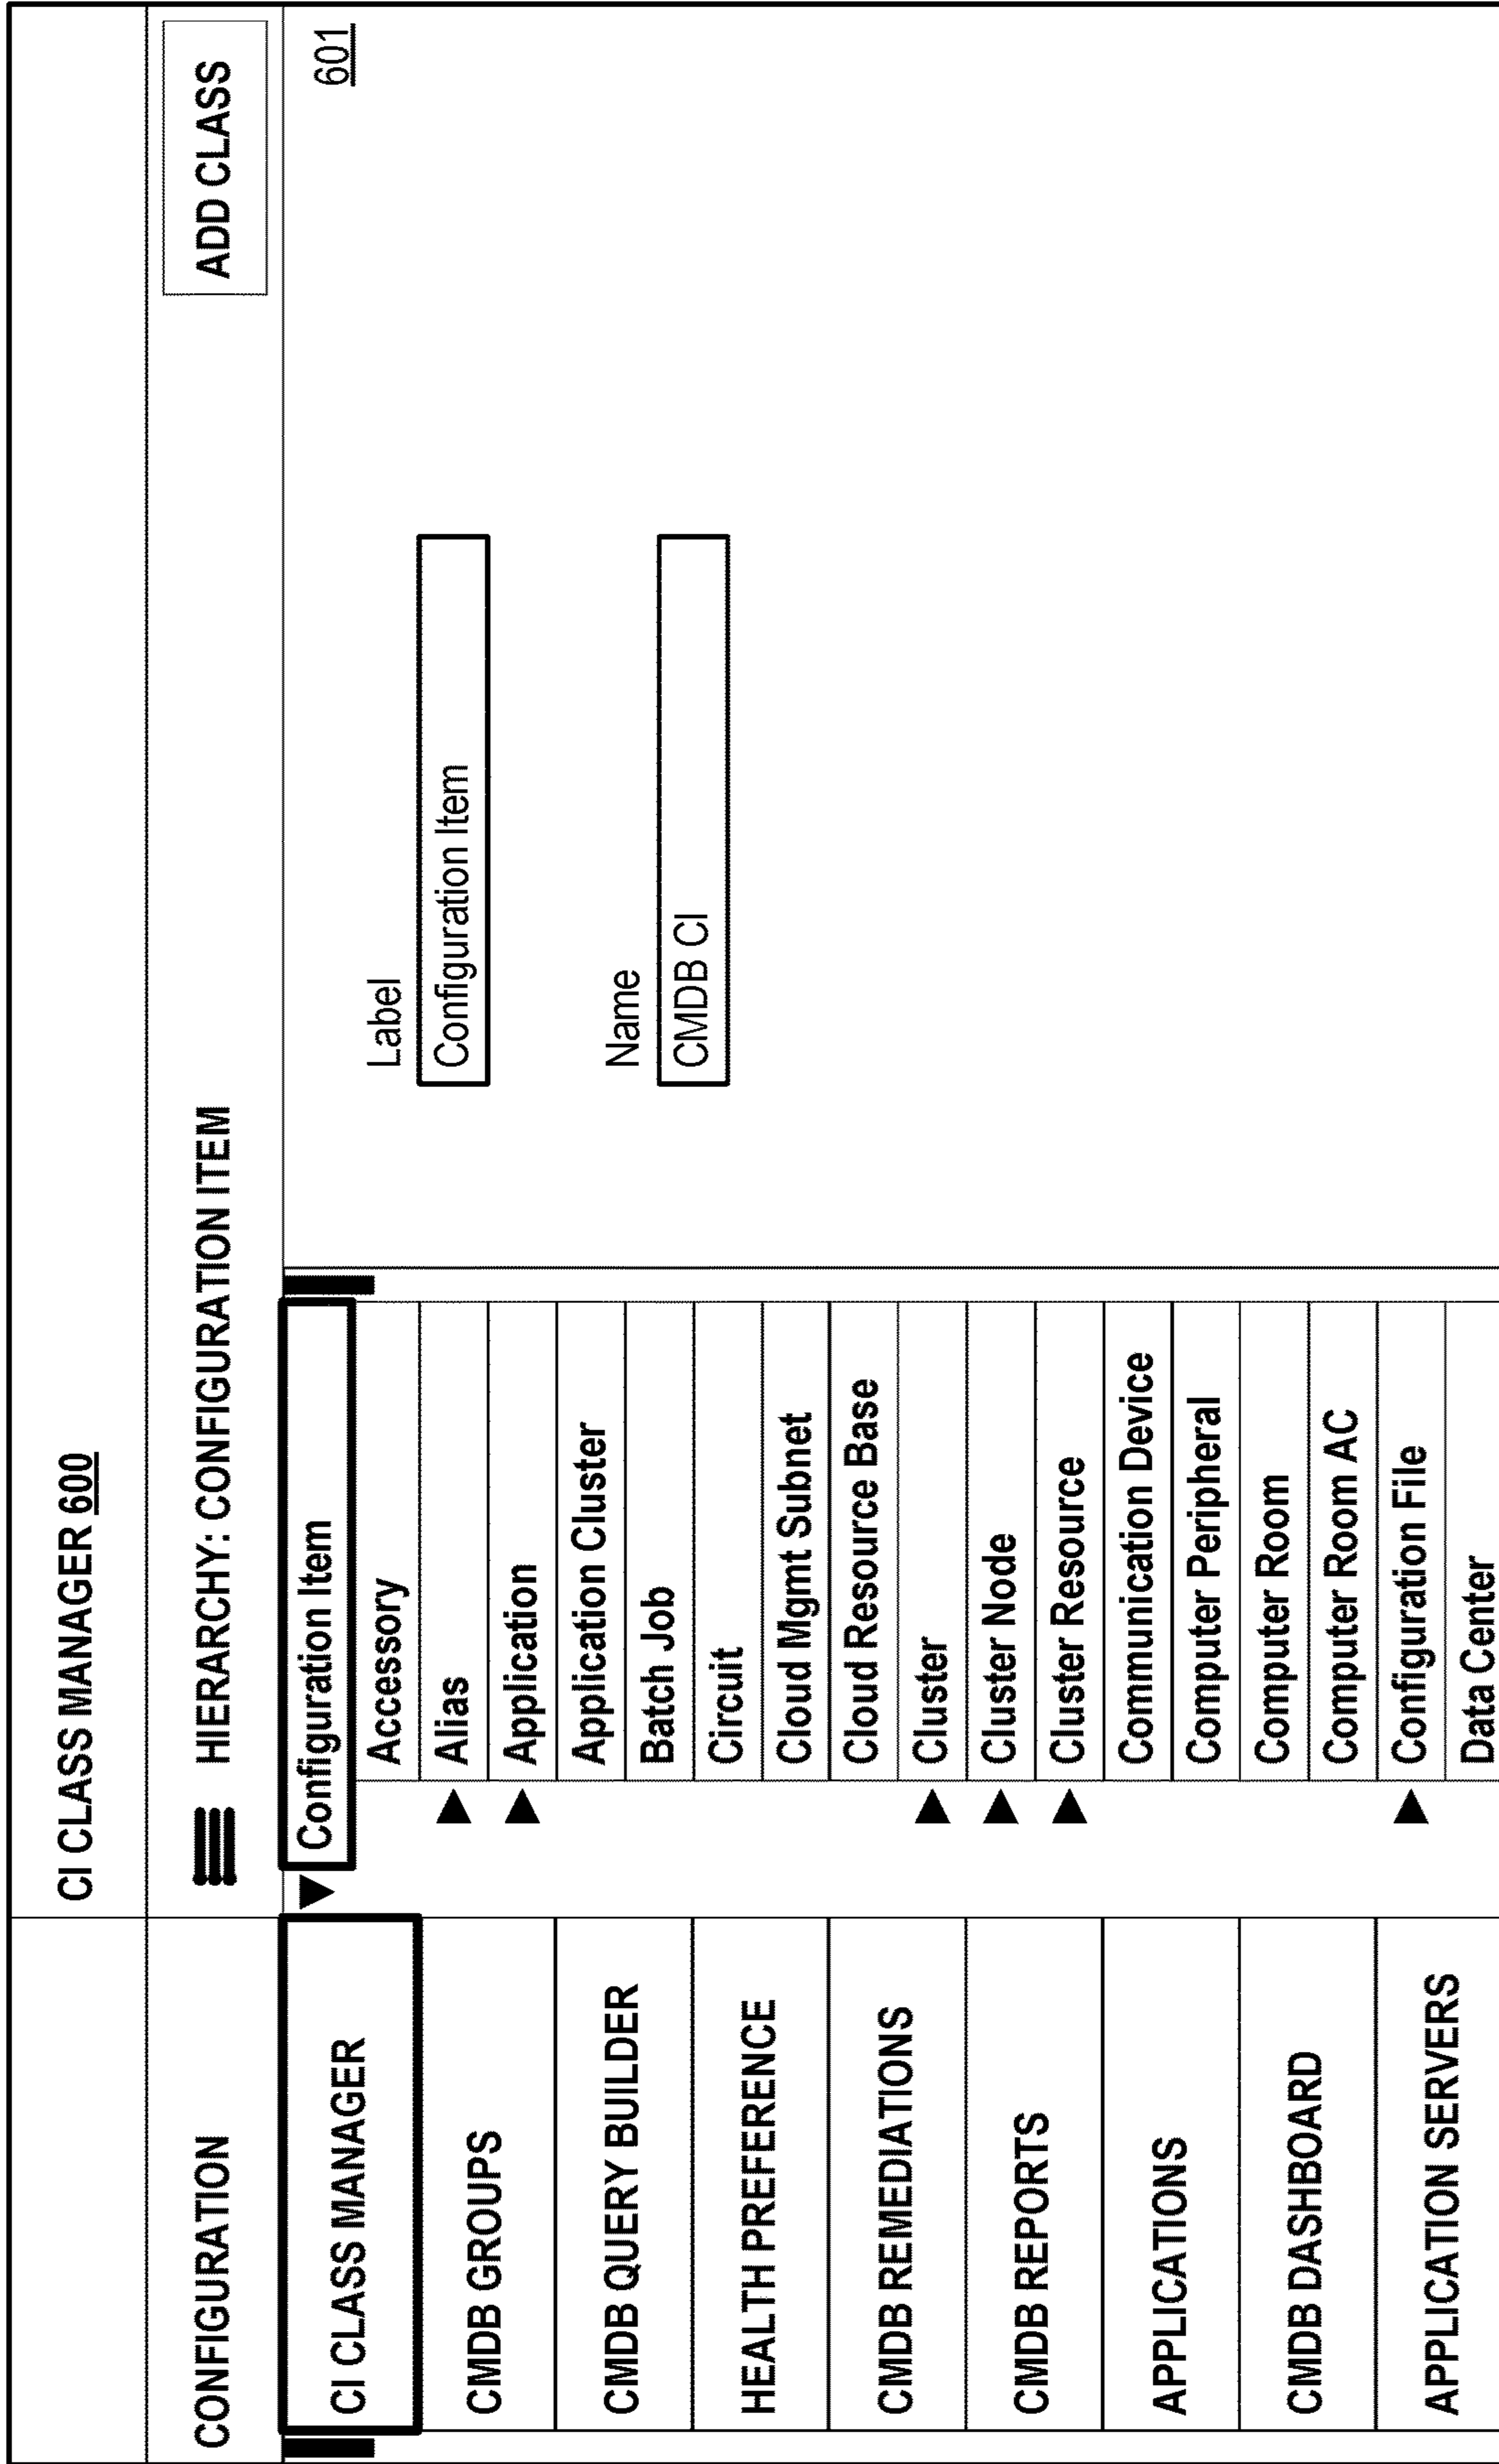 CI CLASS MANAGER 600
CONFIGURATION
HIERARCHY: CONFIGURATION ITEM
ADD CLASS
CI CLASS MANAGER
CMDB GROUPS
CMDB QUERY BUILDER
HEALTH PREFERENCE
CMDB REMEDIATIONS
CMDB REPORTS
APPLICATIONS
CMDB DASHBOARD
APPLICATION SERVERS
Configuration Item
Accessory
Alias
Application
Application Cluster
Batch Job
Circuit
Cloud Mgmt Subnet
Cloud Resource Base
Cluster
Cluster Node
Cluster Resource
Communication Device
Computer Peripheral
Computer Room
Computer Room AC
Configuration File
Data Center
601
Label
Configuration Item
Name
CMDB CI